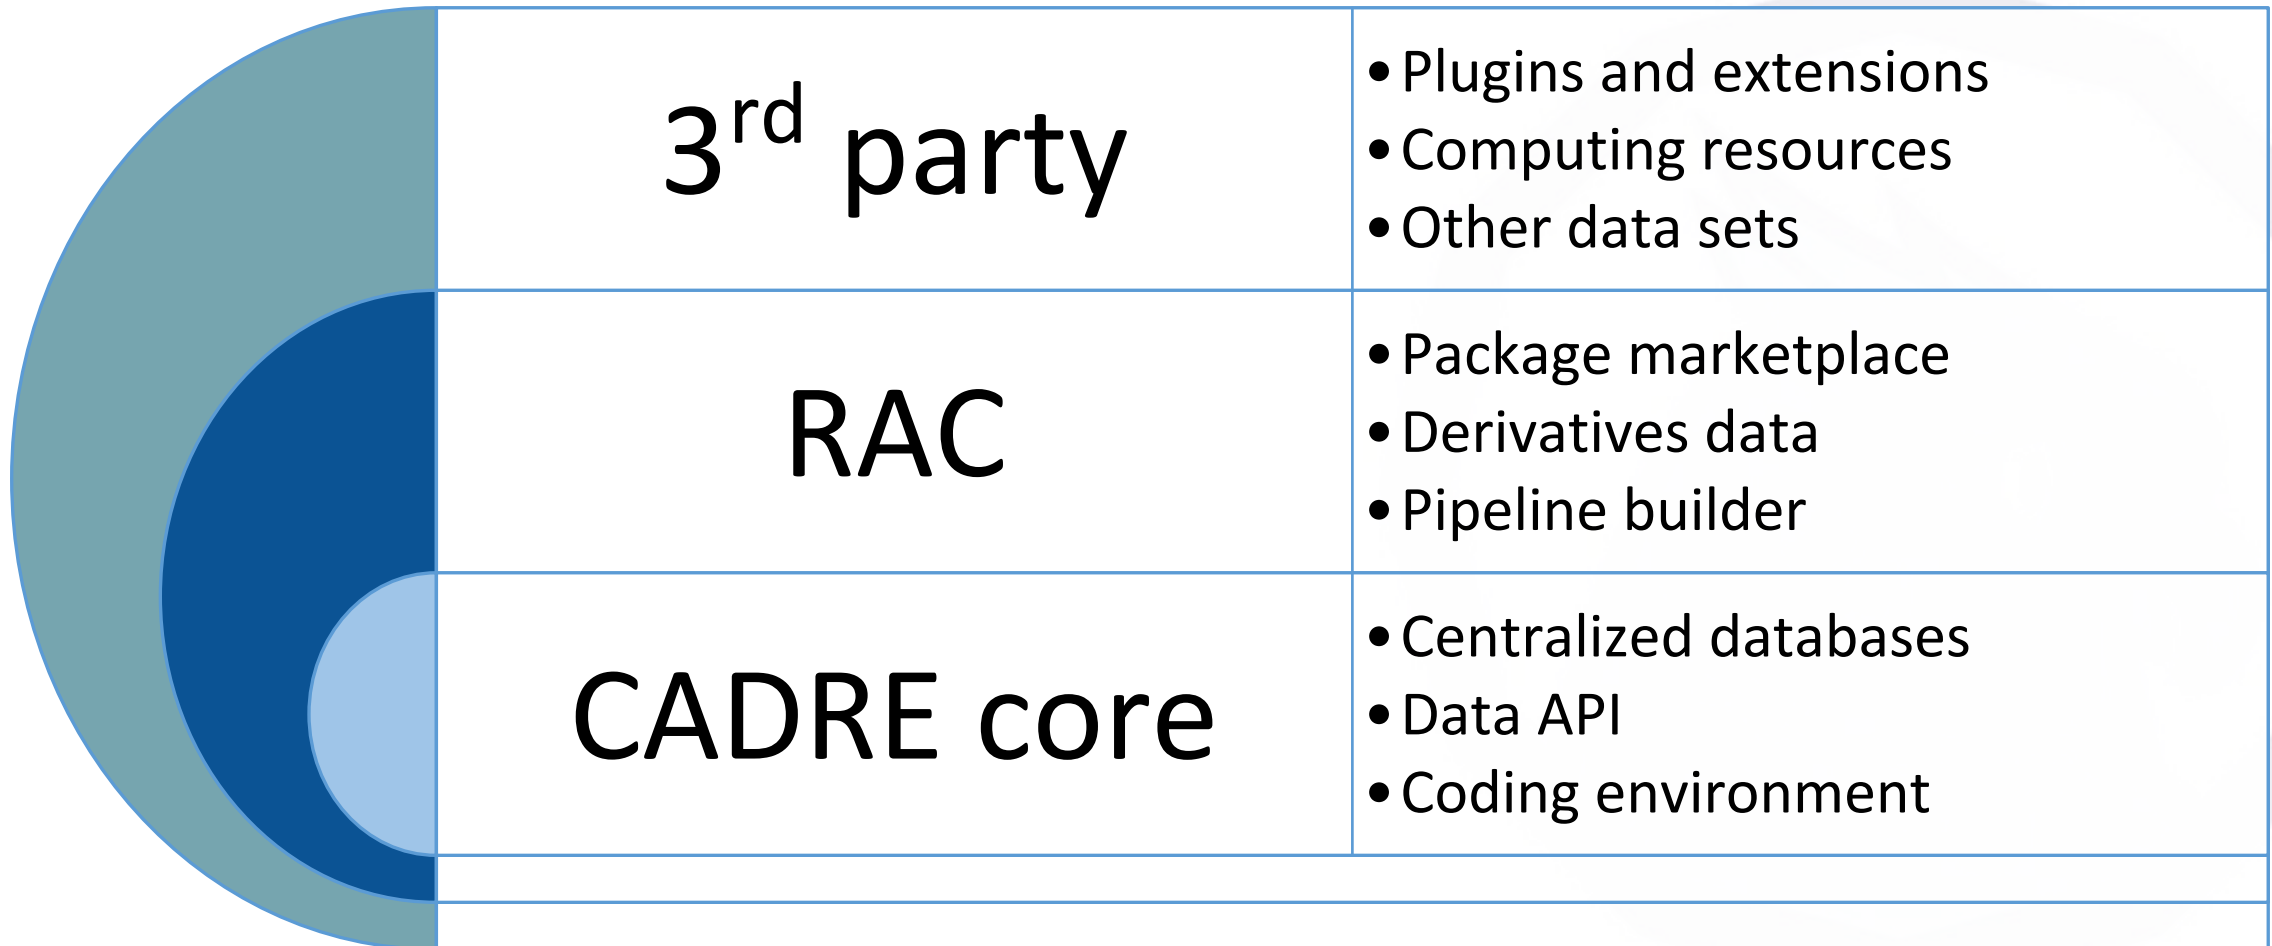 3rd party
• Plugins and extensions
• Computing resources
• Other data sets
RAC
• Package marketplace
• Derivatives data
• Pipeline builder
CADRE core
• Centralized databases
• Data API
• Coding environment